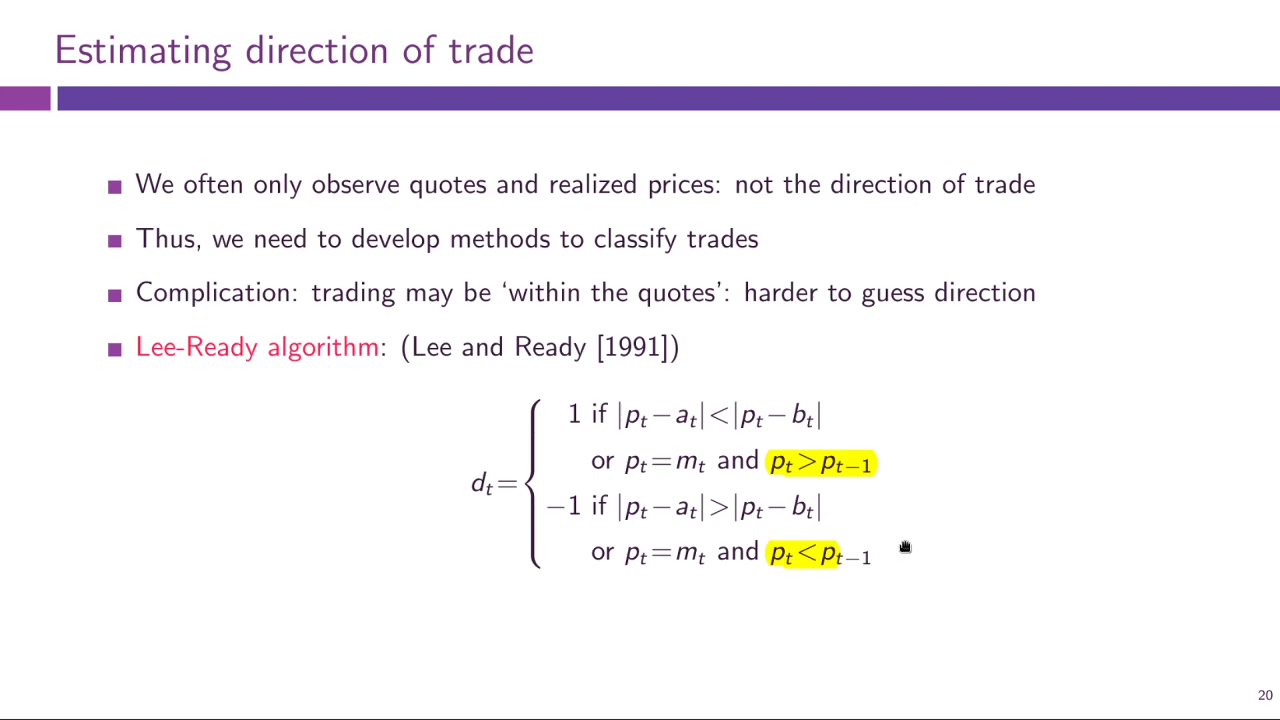 Estimating direction of trade
We often only observe quotes and realized prices: not the direction of trade
Thus, we need to develop methods to classify trades
Complication: trading may be ‘within the quotes’: harder to guess direction
Lee-Ready algorithm: (Lee and Ready [1991])
1 if |p_t − a_t| < |p_t − b_t|
or p_t = m_t and p_t > p_{t−1}
d_t =
−1 if |p_t − a_t| > |p_t − b_t|
or p_t = m_t and p_t < p_{t−1}
20